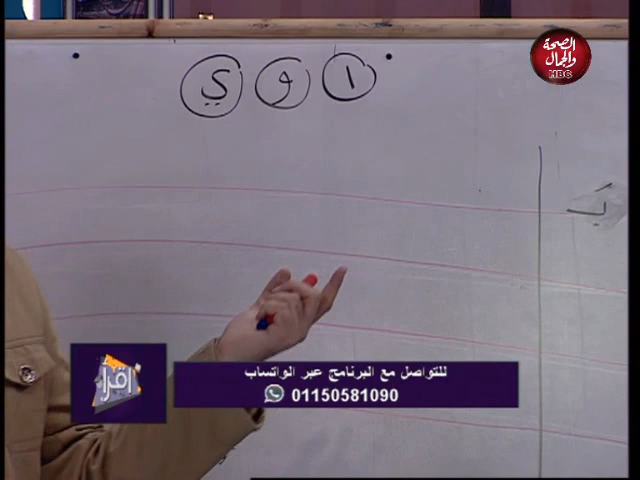 الصحة
والجمال
HBC
ا و ي
بَ
اقرأ
للتواصل مع البرنامج عبر الواتساب
01150581090